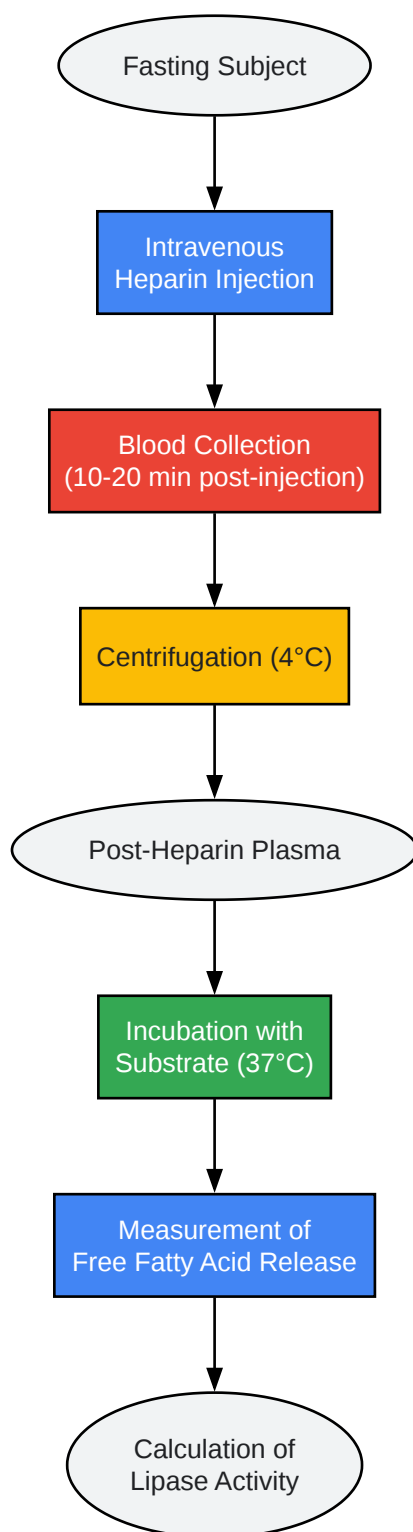 Fasting Subject
Intravenous
Heparin Injection
Blood Collection
(10-20 min post-injection)
Centrifugation (4°C)
Post-Heparin Plasma
Incubation with
Substrate (37°C)
Measurement of
Free Fatty Acid Release
Calculation of
Lipase Activity